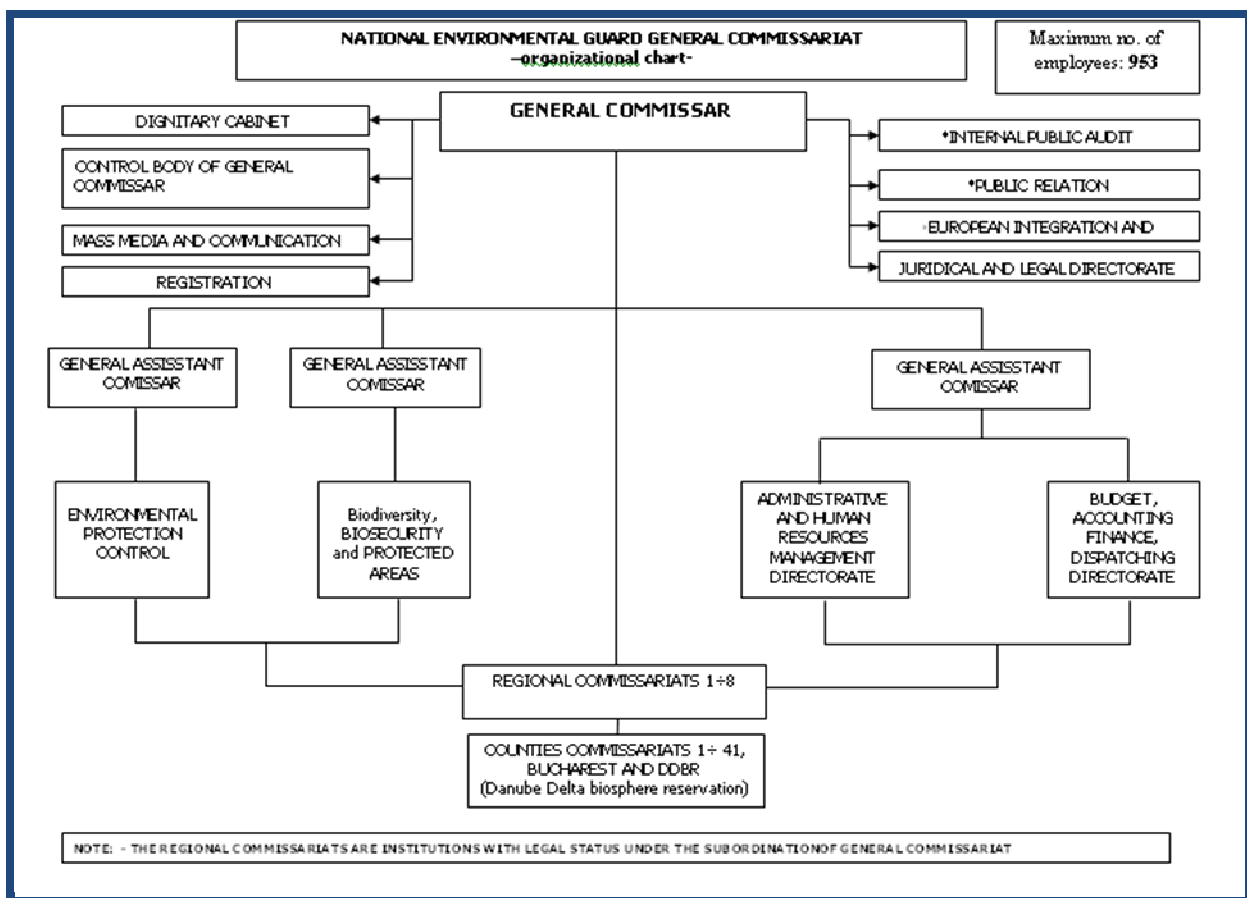 NATIONAL ENVIRONMENTAL GUARD GENERAL COMMISSARIAT
–organizational chart-
Maximum no. of
employees: 953
GENERAL COMMISSAR
DIGNITARY CABINET
CONTROL BODY OF GENERAL
COMMISSAR
MASS MEDIA AND COMMUNICATION
REGISTRATION
*INTERNAL PUBLIC AUDIT
*PUBLIC RELATION
-EUROPEAN INTEGRATION AND
JURIDICAL AND LEGAL DIRECTORATE
GENERAL ASSISSTANT
COMISSAR
GENERAL ASSISSTANT
COMISSAR
GENERAL ASSISSTANT
COMISSAR
ENVIRONMENTAL
PROTECTION
CONTROL
Biodiversity,
BIOSECURITY
and PROTECTED
AREAS
ADMINISTRATIVE
AND HUMAN
RESOURCES
MANAGEMENT
DIRECTORATE
BUDGET,
ACCOUNTING
FINANCE,
DISPATCHING
DIRECTORATE
REGIONAL COMMISSARIATS 1÷8
COUNTIES COMMISSARIATS 1÷ 41,
BUCHAREST AND DDBR
(Danube Delta biosphere reservation)
NOTE: - THE REGIONAL COMMISSARIATS ARE INSTITUTIONS WITH LEGAL STATUS UNDER THE SUBORDINATIONOF GENERAL COMMISSARIAT